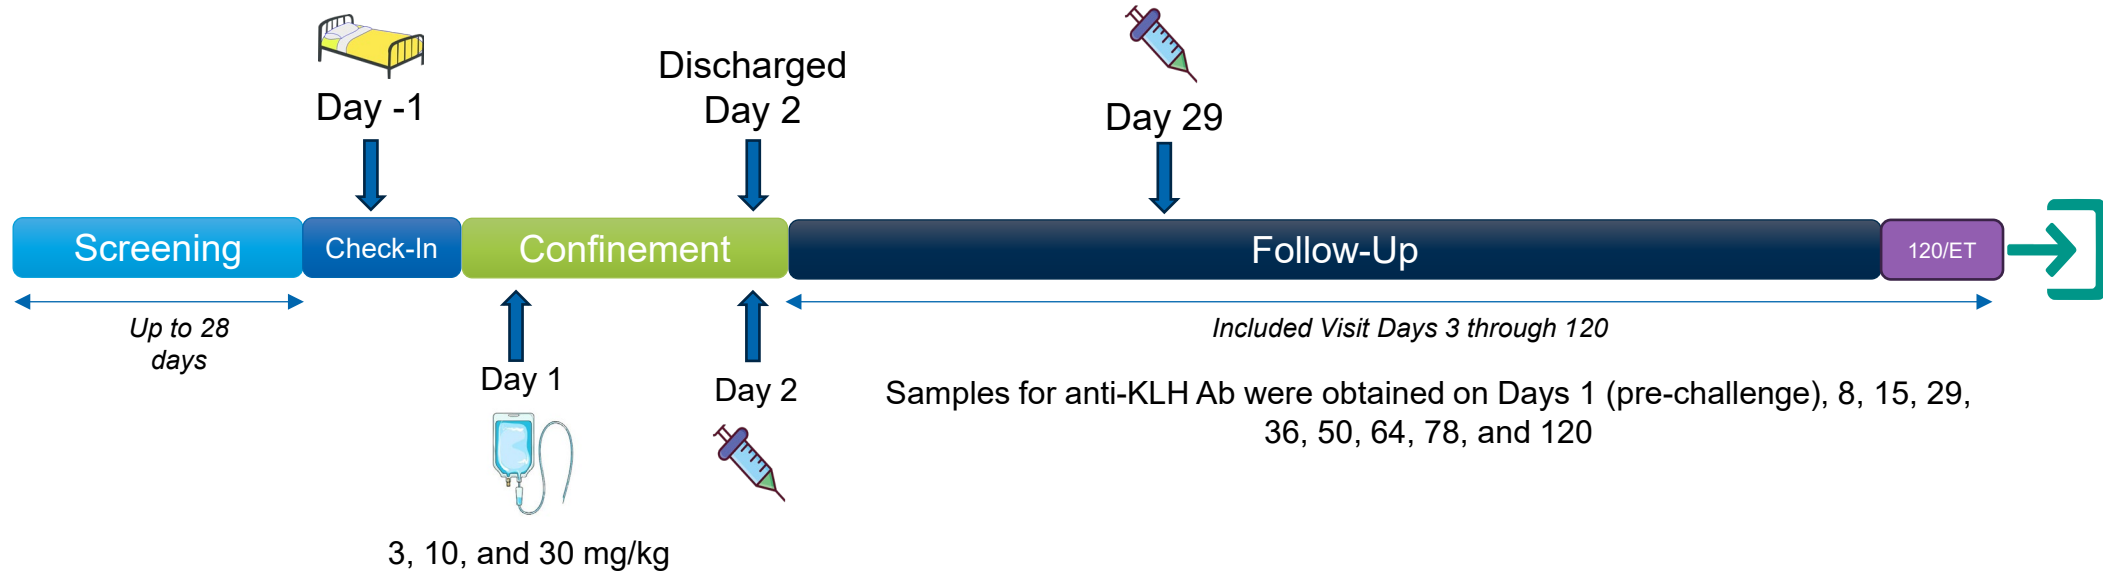 Discharged
Day -1
Day 2
Day 29
Screening
Check-In
Confinement
Follow-Up
120/ET
Up to 28
days
Included Visit Days 3 through 120
Day 1
Day 2
Samples for anti-KLH Ab were obtained on Days 1 (pre-challenge), 8, 15, 29,
36, 50, 64, 78, and 120
3, 10, and 30 mg/kg